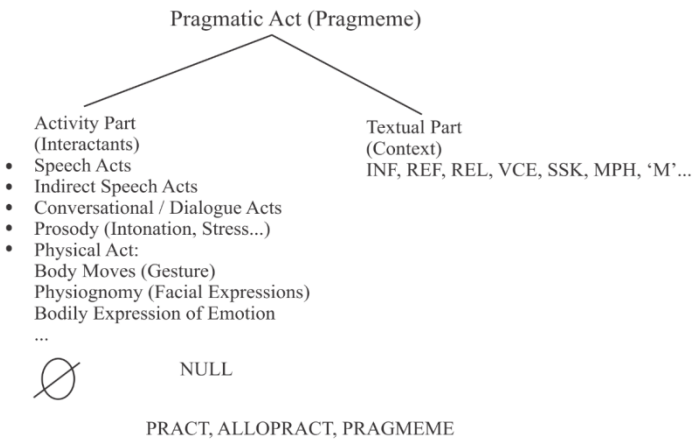 Pragmatic Act (Pragmeme)
Activity Part
(Interactants)
• Speech Acts
• Indirect Speech Acts
• Conversational / Dialogue Acts
• Prosody (Intonation, Stress...)
• Physical Act:
Body Moves (Gesture)
Physiognomy (Facial Expressions)
Bodily Expression of Emotion
...
Textual Part
(Context)
INF, REF, REL, VCE, SSK, MPH, ‘M’...
∅ NULL
PRACT, ALLOPRACT, PRAGMEME